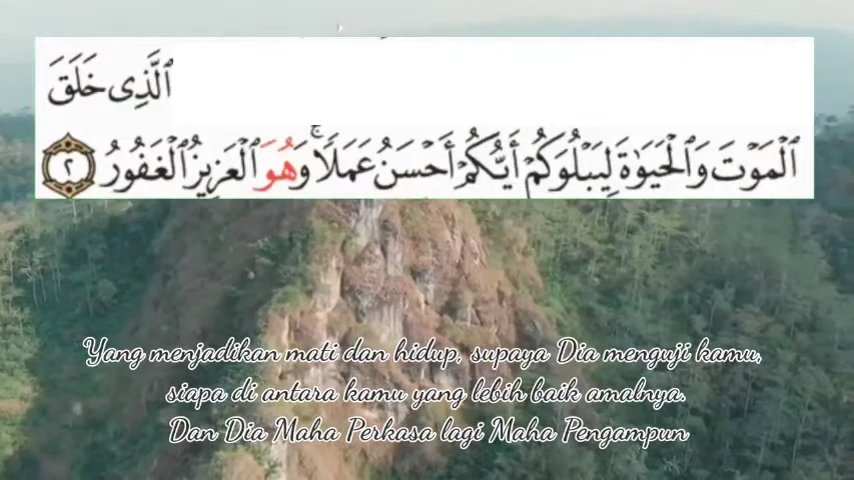 ٱلَّذِى خَلَقَ
ٱلْمَوْتَ وَٱلْحَيَوٰةَ لِيَبْلُوَكُمْ أَيُّكُمْ أَحْسَنُ عَمَلًا ۚ وَهُوَ ٱلْعَزِيزُ ٱلْغَفُورُ ٢
Yang menjadikan mati dan hidup, supaya Dia menguji kamu,
siapa di antara kamu yang lebih baik amalnya.
Dan Dia Maha Perkasa lagi Maha Pengampun